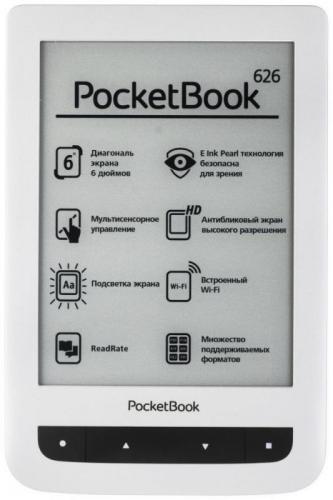 PocketBook 626
6"
Диагональ
экрана
6 дюймов
E Ink Pearl технология
безопасна
для зрения
Мультисенсорное
управление
HD
Антибликовый экран
высокого разрешения
Aa
Подсветка экрана
Wi-Fi
Встроенный
Wi-Fi
ReadRate
Множество
поддерживаемых
форматов
PocketBook